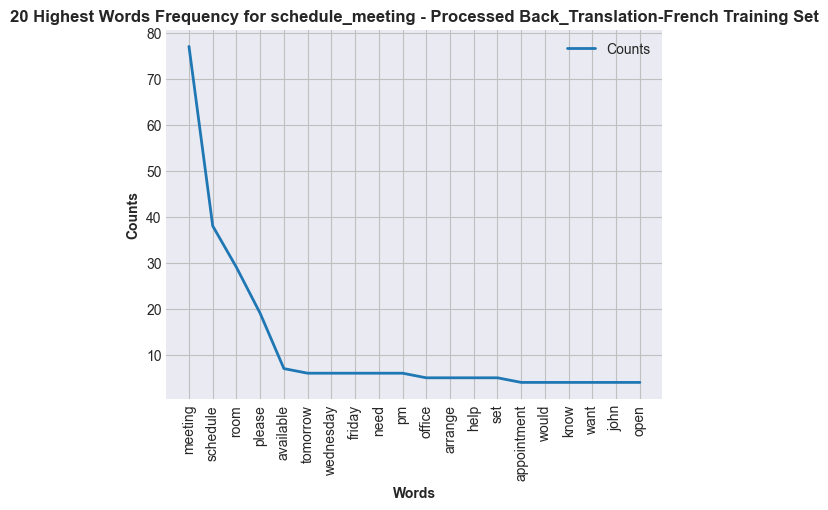 20 Highest Words Frequency for schedule_meeting - Processed Back_Translation-French Training Set
Counts
80
70
60
50
40
30
20
10
Counts
meeting
schedule
room
please
available
tomorrow
wednesday
friday
need
pm
office
arrange
help
set
appointment
would
know
want
john
open
Words